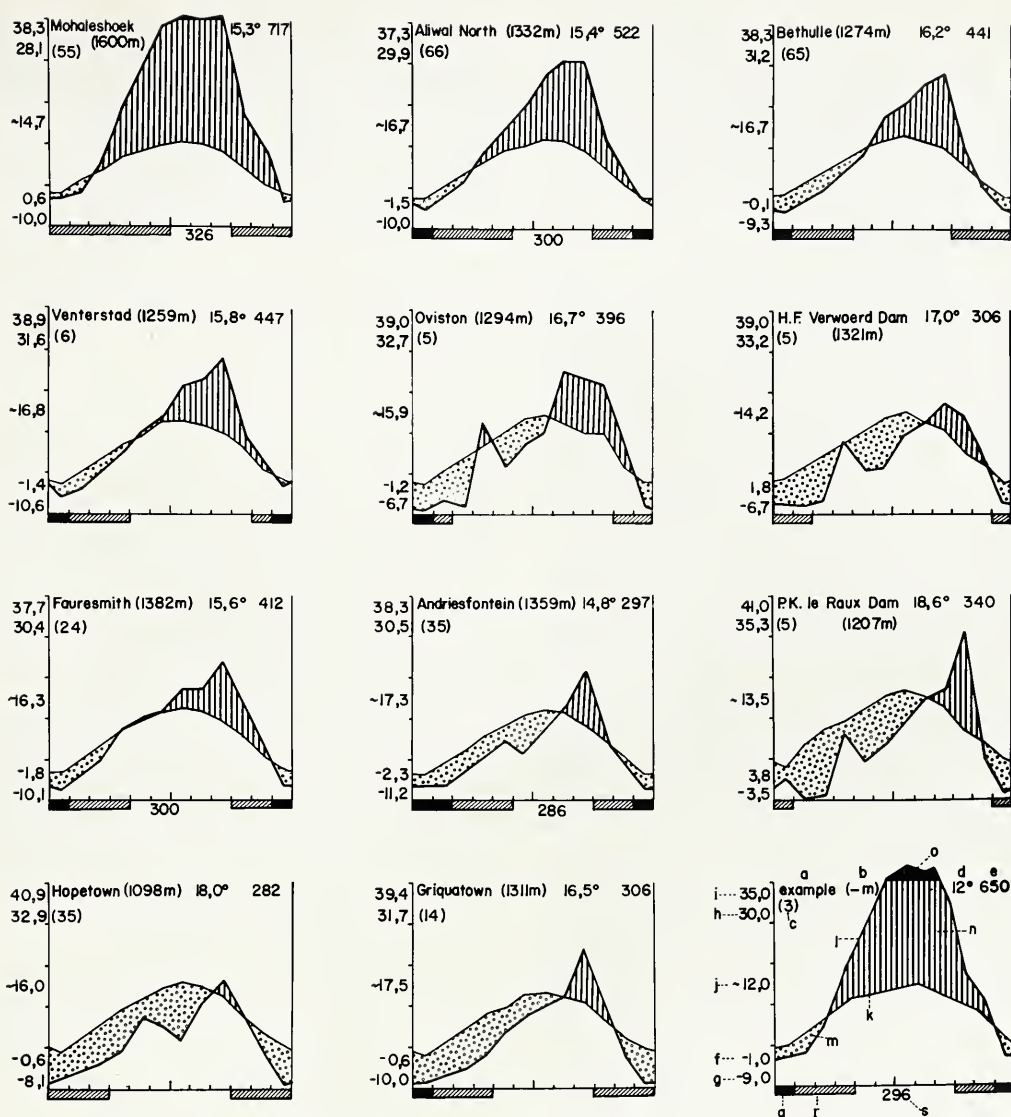 Mohaleshoek 15,3° 717
(1600m)
(55)
38,3
28,1
~14,7
0,6
-10,0
326
Aliwal North (1332m) 15,4° 522
(66)
37,3
29,9
~16,7
-1,5
-10,0
300
Bethulie (1274m) 16,2° 441
(65)
38,3
31,2
~16,7
-0,1
-9,3
Venterstad (1259m) 15,8° 447
(6)
38,9
31,6
~16,8
-1,4
-10,6
Oviston (1294m) 16,7° 396
(5)
39,0
32,7
~15,9
-1,2
-6,7
H.F. Verwoerd Dam 17,0° 306
(5) (1321m)
39,0
33,2
~14,2
1,8
-6,7
Fauresmith (1382m) 15,6° 412
(24)
37,7
30,4
~16,3
-1,8
-10,1
300
Andriesfontein (1359m) 14,8° 297
(35)
38,3
30,5
~17,3
-2,3
-11,2
286
P.K. le Raux Dam 18,6° 340
(5) (1207m)
41,0
35,3
~13,5
3,8
-3,5
Hopetown (1098m) 18,0° 282
(35)
40,9
32,9
~16,0
-0,6
-8,1
Griquatown (1311m) 16,5° 306
(14)
39,4
31,7
~17,5
-0,6
-10,0
o
a b d e
example (-m) 12° 650
(3)
c
i 35,0
h 30,0
j n
j ~12,0
k
m
f -1,0
g -9,0
296
q r s